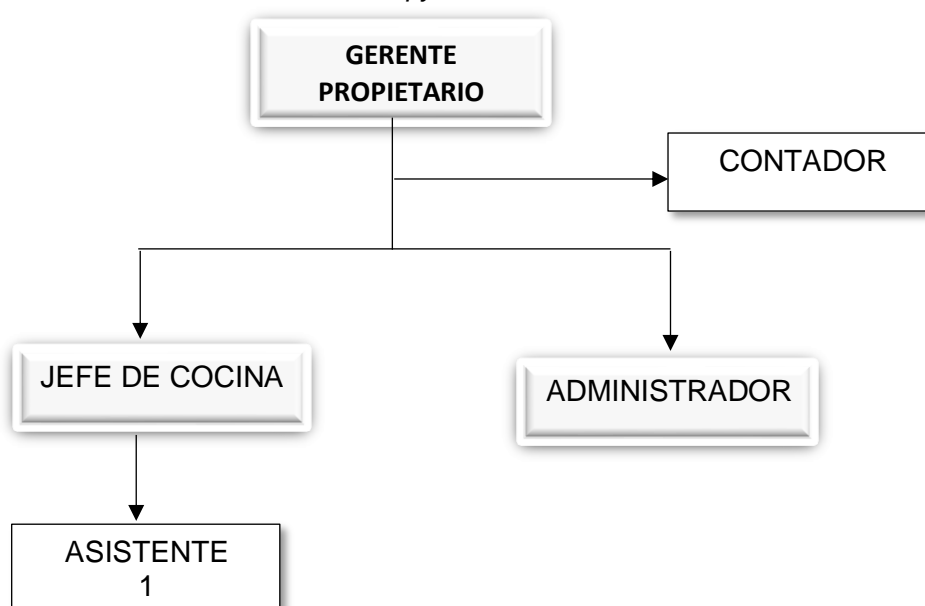 GERENTE
PROPIETARIO
CONTADOR
JEFE DE COCINA
ADMINISTRADOR
ASISTENTE
1